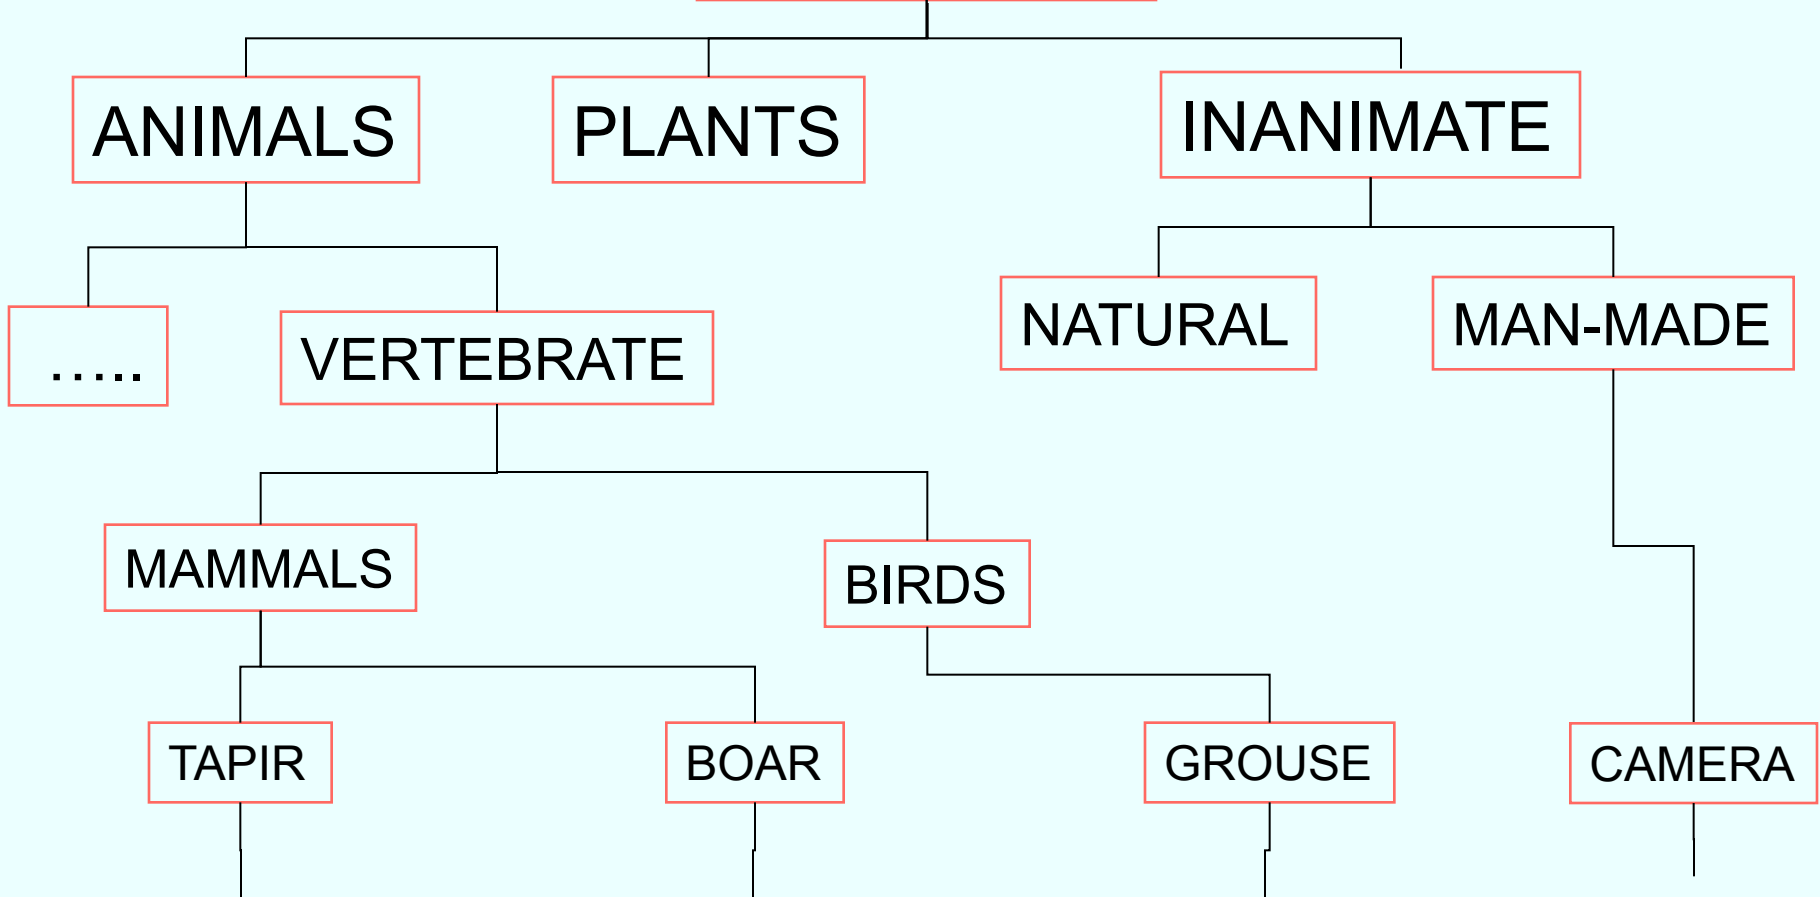 ANIMALS
PLANTS
INANIMATE
NATURAL
MAN-MADE
…..
VERTEBRATE
MAMMALS
BIRDS
TAPIR
BOAR
GROUSE
CAMERA